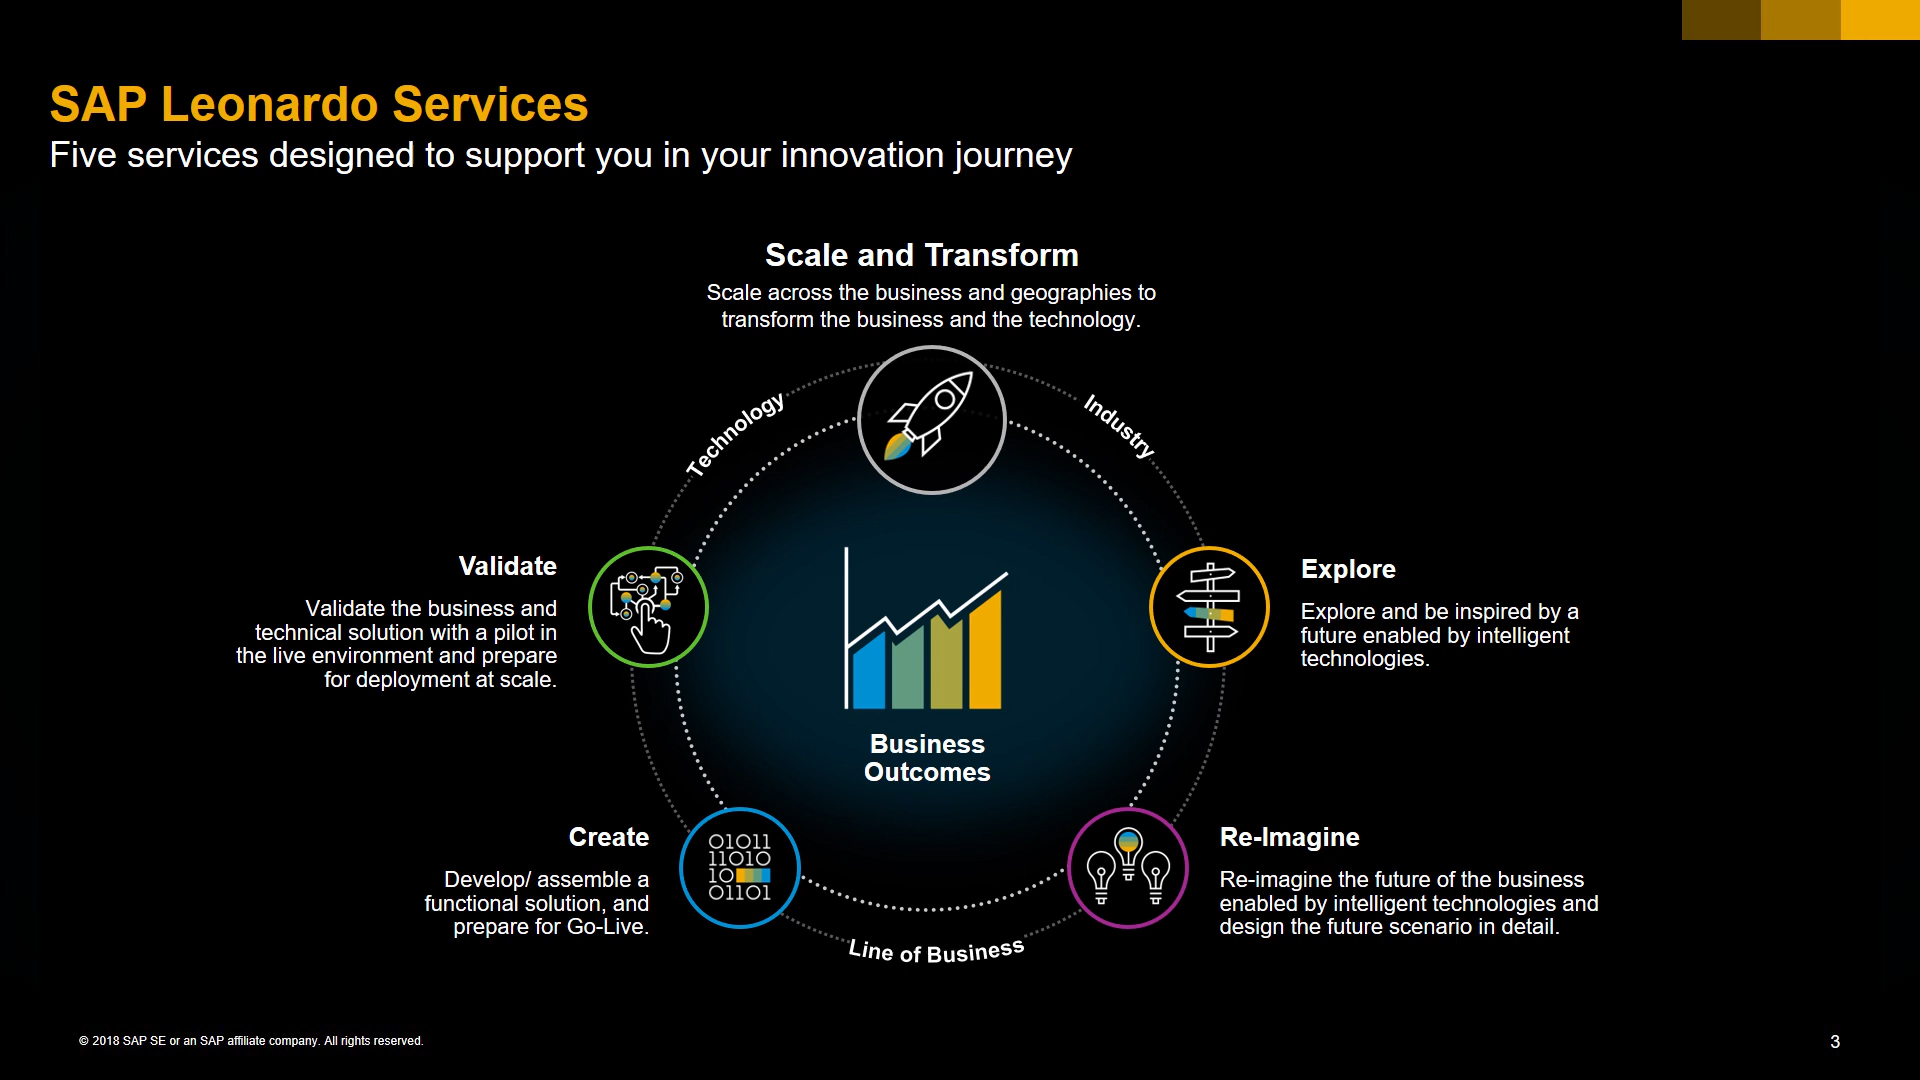 SAP Leonardo Services
Five services designed to support you in your innovation journey
Scale and Transform
Scale across the business and geographies to
transform the business and the technology.
Technology
Industry
Validate
Validate the business and
technical solution with a pilot in
the live environment and prepare
for deployment at scale.
Explore
Explore and be inspired by a
future enabled by intelligent
technologies.
Business
Outcomes
Create
Develop/ assemble a
functional solution, and
prepare for Go-Live.
01011
11010
10
01101
Re-Imagine
Re-imagine the future of the business
enabled by intelligent technologies and
design the future scenario in detail.
Line of Business
© 2018 SAP SE or an SAP affiliate company. All rights reserved.
3